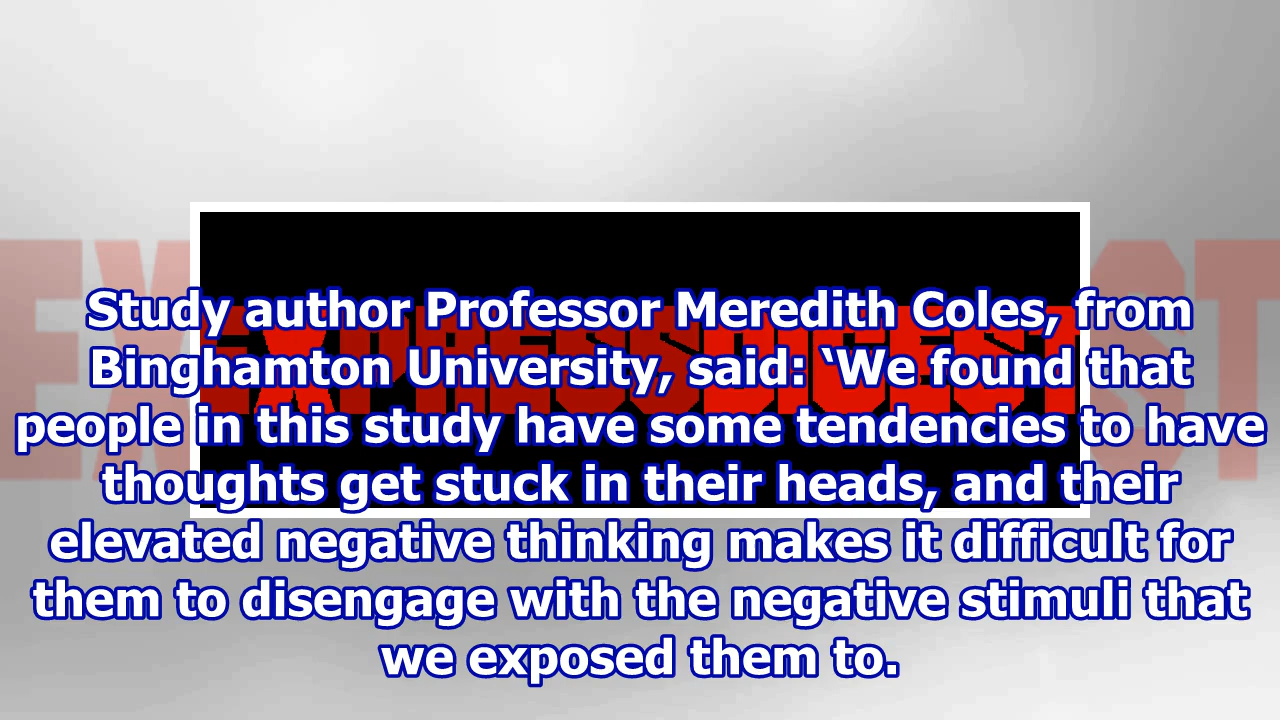 EXPRESSDIGEST
Study author Professor Meredith Coles, from
Binghamton University, said: ‘We found that
people in this study have some tendencies to have
thoughts get stuck in their heads, and their
elevated negative thinking makes it difficult for
them to disengage with the negative stimuli that
we exposed them to.